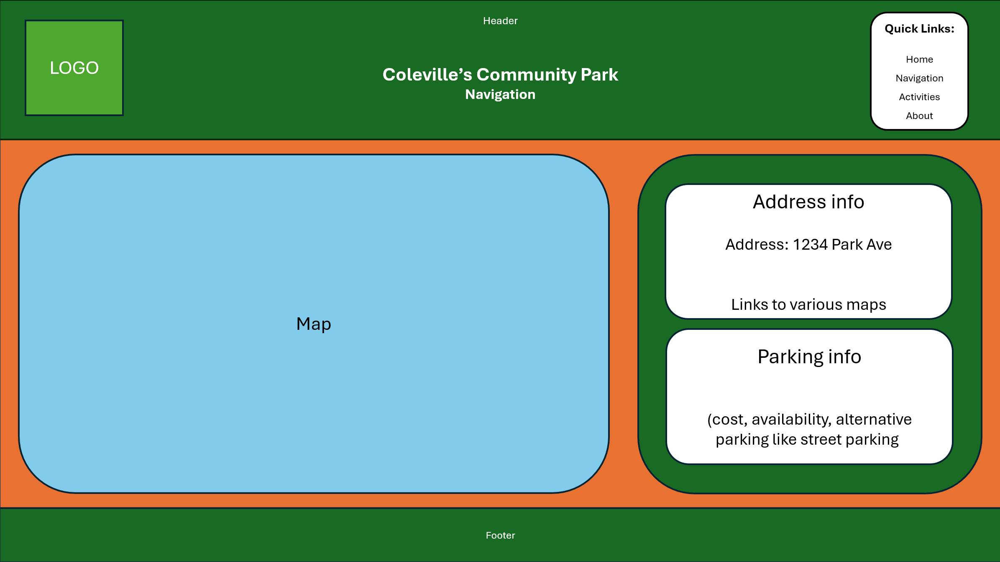 Header
LOGO
Coleville’s Community Park
Navigation
Quick Links:
Home
Navigation
Activities
About
Map
Address info
Address: 1234 Park Ave
Links to various maps
Parking info
(cost, availability, alternative
parking like street parking
Footer